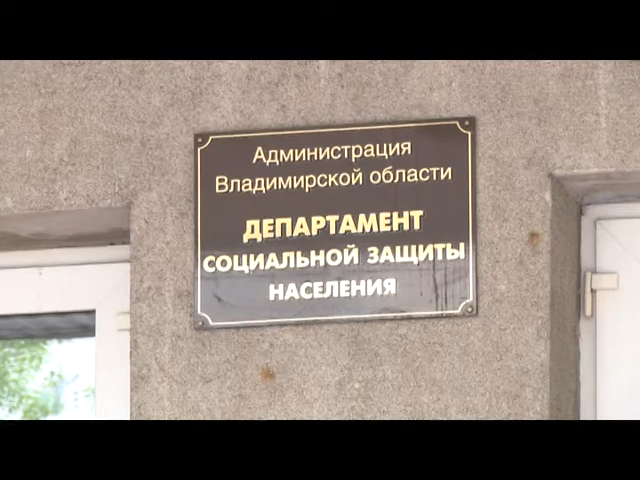 Администрация
Владимирской области
ДЕПАРТАМЕНТ
СОЦИАЛЬНОЙ ЗАЩИТЫ
НАСЕЛЕНИЯ